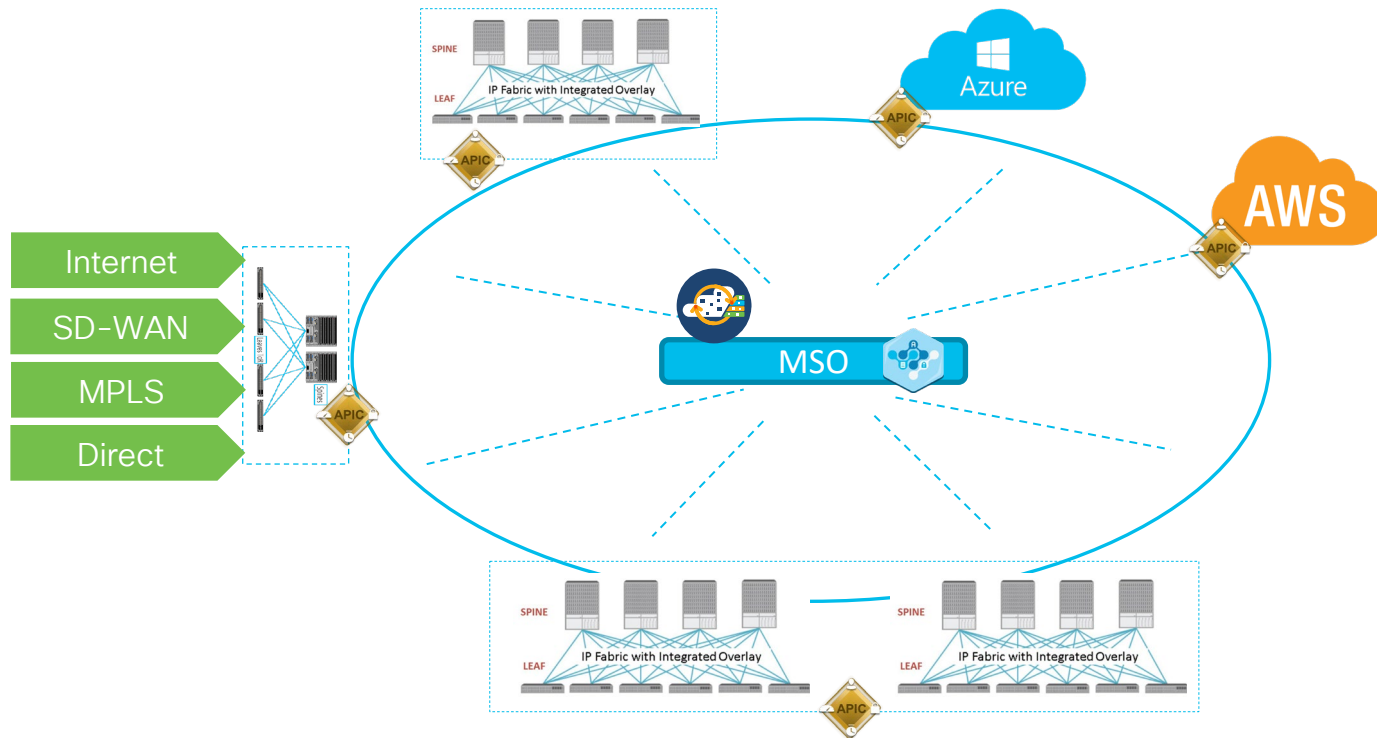 SPINE
IP Fabric with Integrated Overlay
LEAF
APIC
Azure
APIC
AWS
APIC
Internet
SD-WAN
MPLS
Direct
Spines
APIC
MSO
SPINE
IP Fabric with Integrated Overlay
LEAF
SPINE
IP Fabric with Integrated Overlay
LEAF
APIC